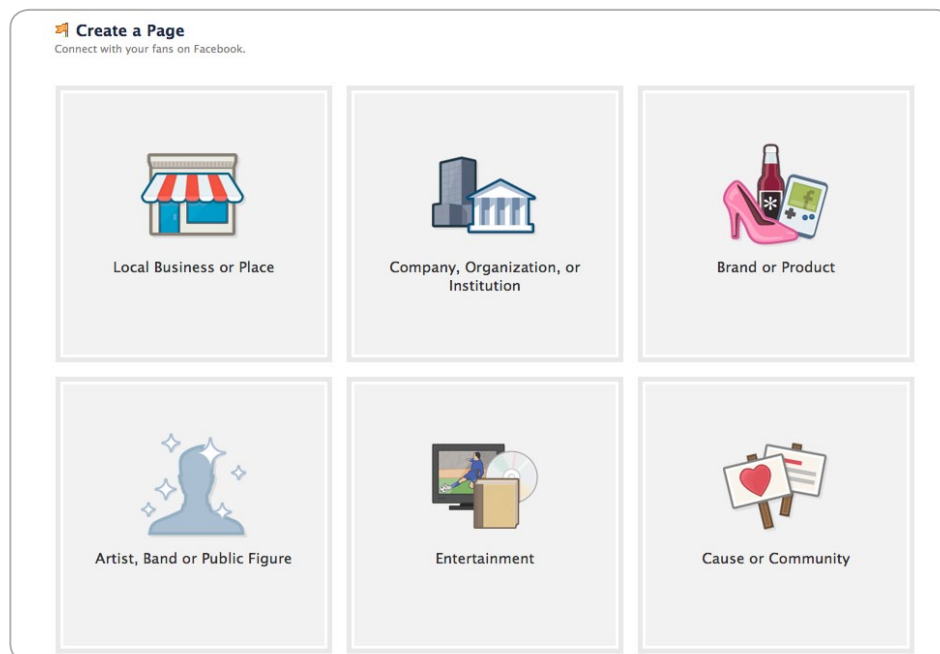 Create a Page
Connect with your fans on Facebook.
Local Business or Place
Company, Organization, or
Institution
Brand or Product
Artist, Band or Public Figure
Entertainment
Cause or Community